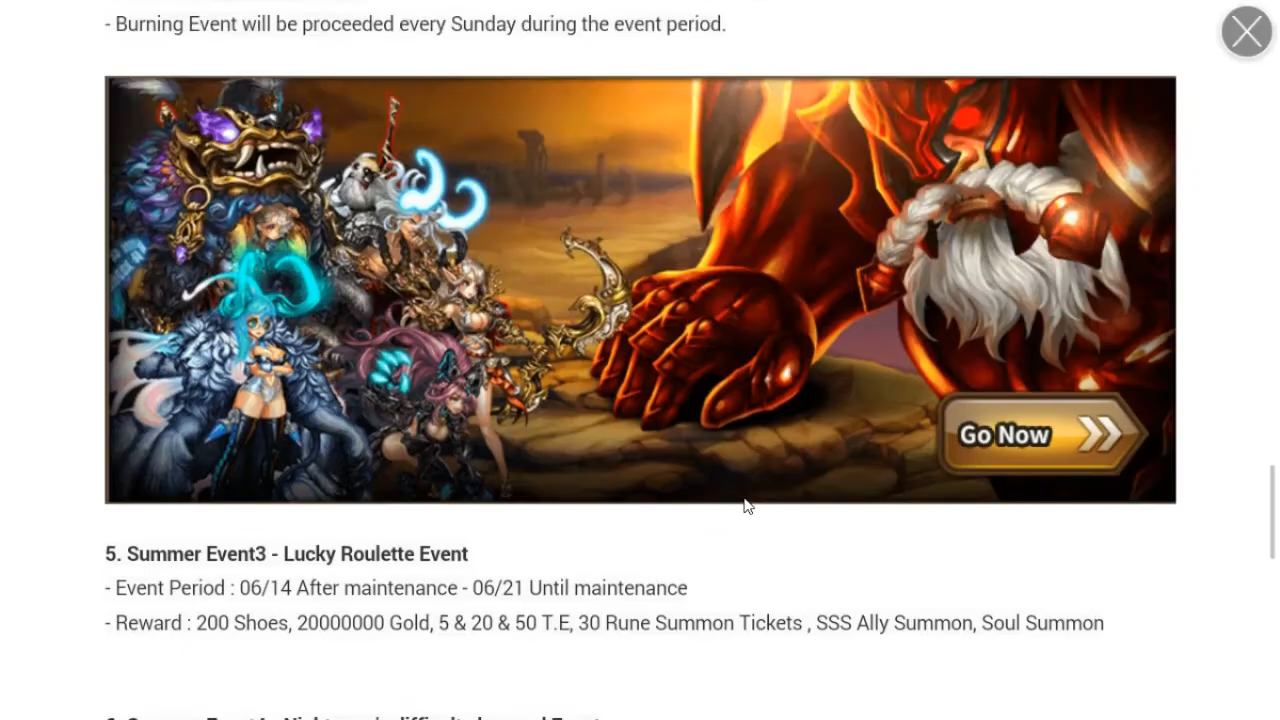 - Burning Event will be proceeded every Sunday during the event period.
Go Now
5. Summer Event3 - Lucky Roulette Event
- Event Period : 06/14 After maintenance - 06/21 Until maintenance
- Reward : 200 Shoes, 20000000 Gold, 5 & 20 & 50 T.E, 30 Rune Summon Tickets , SSS Ally Summon, Soul Summon